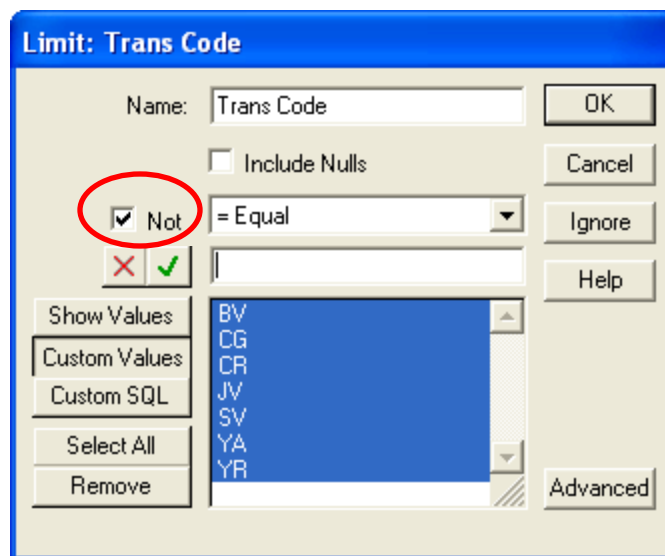 Limit: Trans Code
Name: Trans Code OK
Include Nulls Cancel
Not = Equal Ignore
Help
Show Values
Custom Values
Custom SQL
Select All
Remove
BV
CG
CR
JV
SV
YA
YR
Advanced